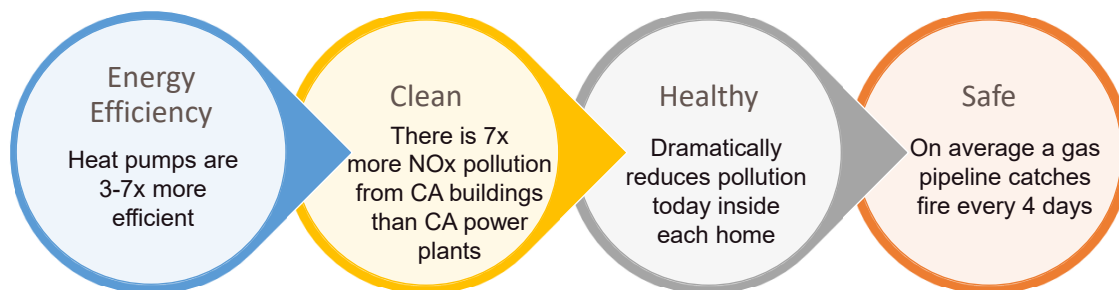 Energy
Efficiency
Heat pumps are
3-7x more
efficient
Clean
There is 7x
more NOx pollution
from CA buildings
than CA power
plants
Healthy
Dramatically
reduces pollution
today inside
each home
Safe
On average a gas
pipeline catches
fire every 4 days